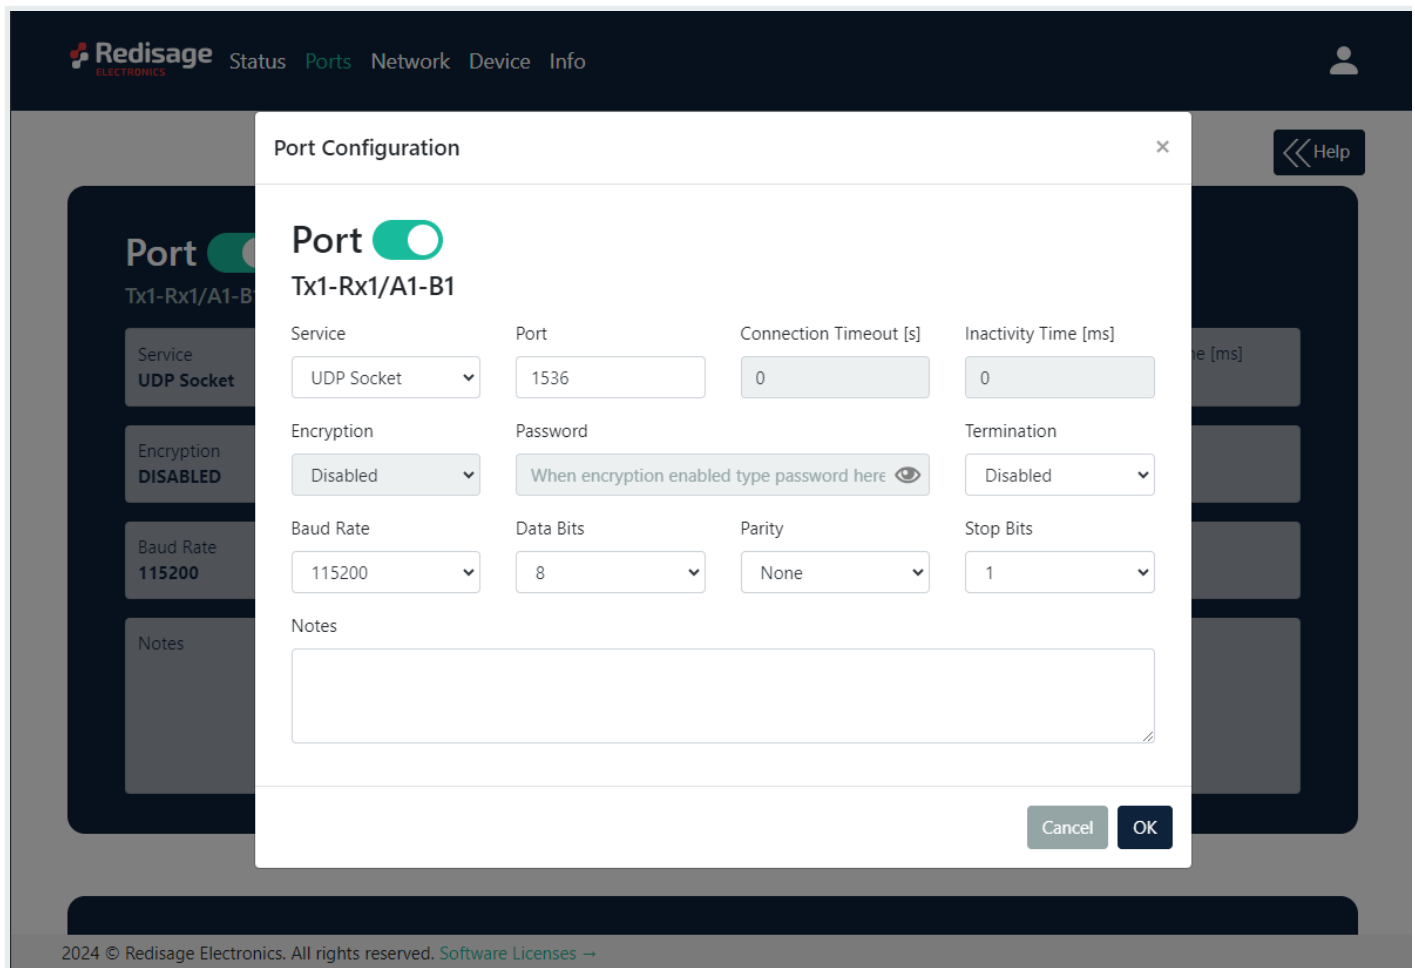 Redisage
ELECTRONICS
Status Ports Network Device Info
Help
Port Configuration ×
Port
Tx1-Rx1/A1-B1
Service Port Connection Timeout [s] Inactivity Time [ms]
UDP Socket 1536 0 0
Encryption Password Termination
Disabled When encryption enabled type password here Disabled
Baud Rate Data Bits Parity Stop Bits
115200 8 None 1
Notes
Cancel OK
Port
Tx1-Rx1/A1-B
Service
UDP Socket
[ms]
Encryption
DISABLED
Baud Rate
115200
Notes
2024 © Redisage Electronics. All rights reserved. Software Licenses →